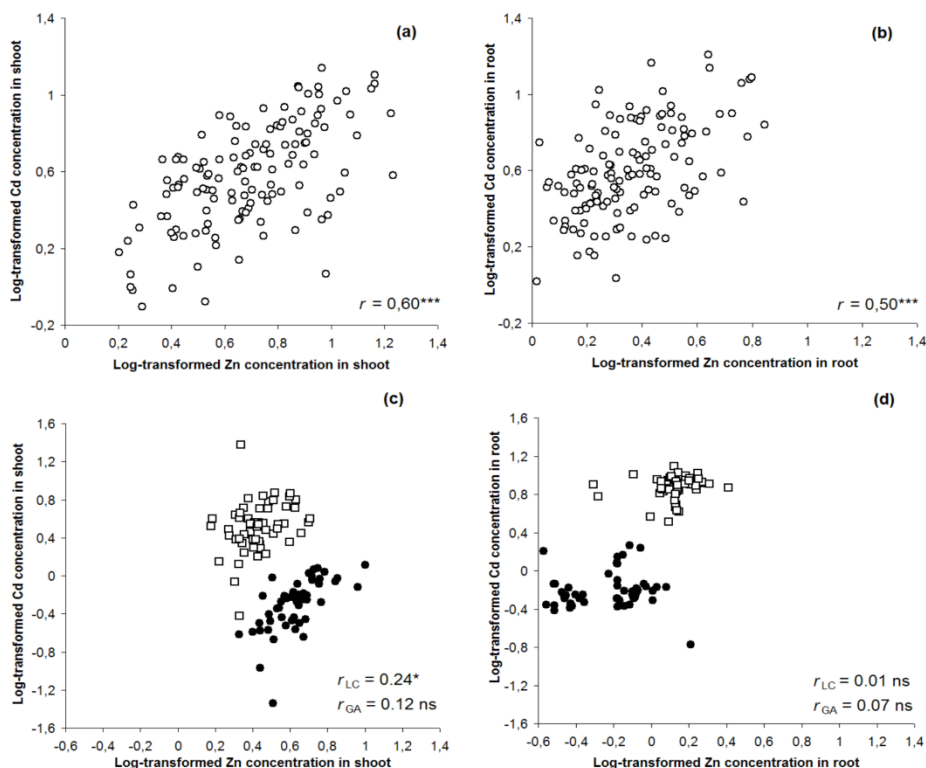 (a)
Log-transformed Cd concentration in shoot
1,4
1
0,6
0,2
-0,2
r = 0,60***
0 0,2 0,4 0,6 0,8 1 1,2 1,4
Log-transformed Zn concentration in shoot
(b)
Log-transformed Cd concentration in root
1,4
1
0,6
0,2
-0,2
r = 0,50***
0 0,2 0,4 0,6 0,8 1 1,2 1,4
Log-transformed Zn concentration in root
(c)
Log-transformed Cd concentration in shoot
1,6
1,2
0,8
0,4
0
-0,4
-0,8
-1,2
-1,6
rLC = 0.24*
rGA = 0.12 ns
-0,6 -0,4 -0,2 0 0,2 0,4 0,6 0,8 1 1,2 1,4
Log-transformed Zn concentration in shoot
(d)
Log-transformed Cd concentration in root
1,6
1,2
0,8
0,4
0
-0,4
-0,8
-1,2
-1,6
rLC = 0.01 ns
rGA = 0.07 ns
-0,6 -0,4 -0,2 0 0,2 0,4 0,6 0,8 1 1,2 1,4
Log-transformed Zn concentration in root